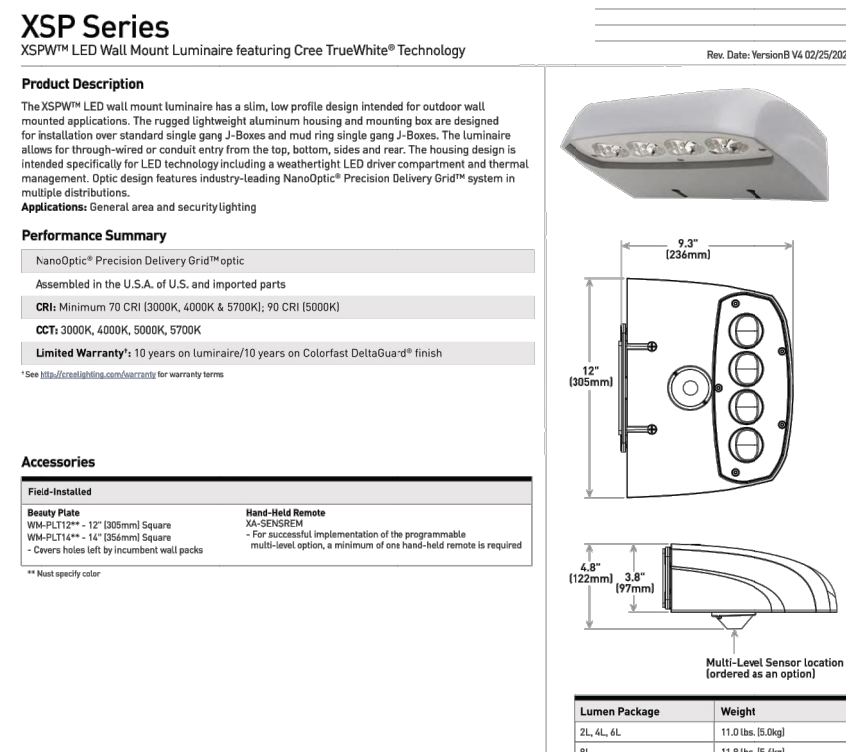 XSP Series
XSPW™ LED Wall Mount Luminaire featuring Cree TrueWhite® Technology
Rev. Date: VersionB V4 02/25/202
Product Description
The XSPW™ LED wall mount luminaire has a slim, low profile design intended for outdoor wall
mounted applications. The rugged lightweight aluminum housing and mounting box are designed
for installation over standard single gang J-Boxes and mud ring single gang J-Boxes. The luminaire
allows for through-wired or conduit entry from the top, bottom, sides and rear. The housing design is
intended specifically for LED technology including a weathertight LED driver compartment and thermal
management. Optic design features industry-leading NanoOptic® Precision Delivery Grid™ system in
multiple distributions.
Applications: General area and security lighting
Performance Summary
NanoOptic® Precision Delivery Grid™ optic
Assembled in the U.S.A. of U.S. and imported parts
CRI: Minimum 70 CRI (3000K, 4000K & 5700K); 90 CRI (5000K)
CCT: 3000K, 4000K, 5000K, 5700K
Limited Warranty†: 10 years on lumiraire/10 years on Colorfast DeltaGuard® finish
† See http://creelighting.com/warranty for warranty terms
Accessories
Field-Installed
Beauty Plate
WM-PLT12** - 12" (305mm) Square
WM-PLT14** - 14" (356mm) Square
- Covers holes left by incumbent wall packs
Hand-Held Remote
XA-SENSREM
- For successful implementation of the programmable
multi-level option, a minimum of one hand-held remote is required
** Nust specify color
9.3"
(236mm)
12"
(305mm)
4.8"
(122mm)
3.8"
(97mm)
Multi-Level Sensor location
(ordered as an option)
Lumen Package Weight
2L, 4L, 6L 11.0 lbs. (5.0kg)